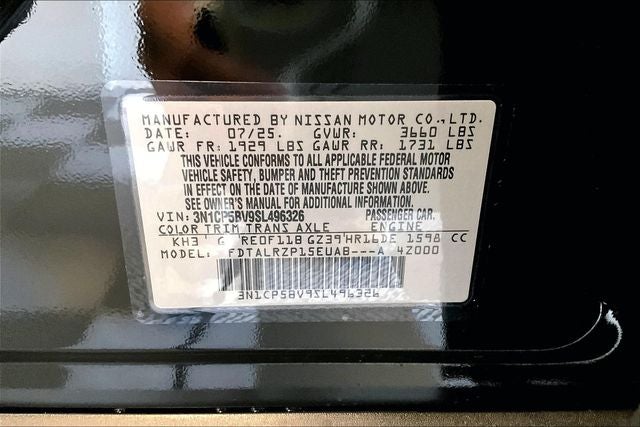 MANUFACTURED BY NISSAN MOTOR CO.,LTD.
DATE: 07/25. GVWR: 3660 LBS
GAWR FR: 1929 LBS GAWR RR: 1731 LBS
THIS VEHICLE CONFORMS TO ALL APPLICABLE FEDERAL MOTOR
VEHICLE SAFETY, BUMPER AND THEFT PREVENTION STANDARDS
IN EFFECT ON THE DATE OF MANUFACTURE SHOWN ABOVE.
SEE OWNER'S MANUAL FOR ADDITIONAL INFORMATION.
VIN: 3N1CP5BV9SL496326 PASSENGER CAR.
COLOR TRIM TRANS AXLE ENGINE
KH3 G RE0F11B GZ39 HR16DE 1598 CC
MODEL: FDTALRZP15EUAB---A 4Z000
3N1CP5BV9SL496326